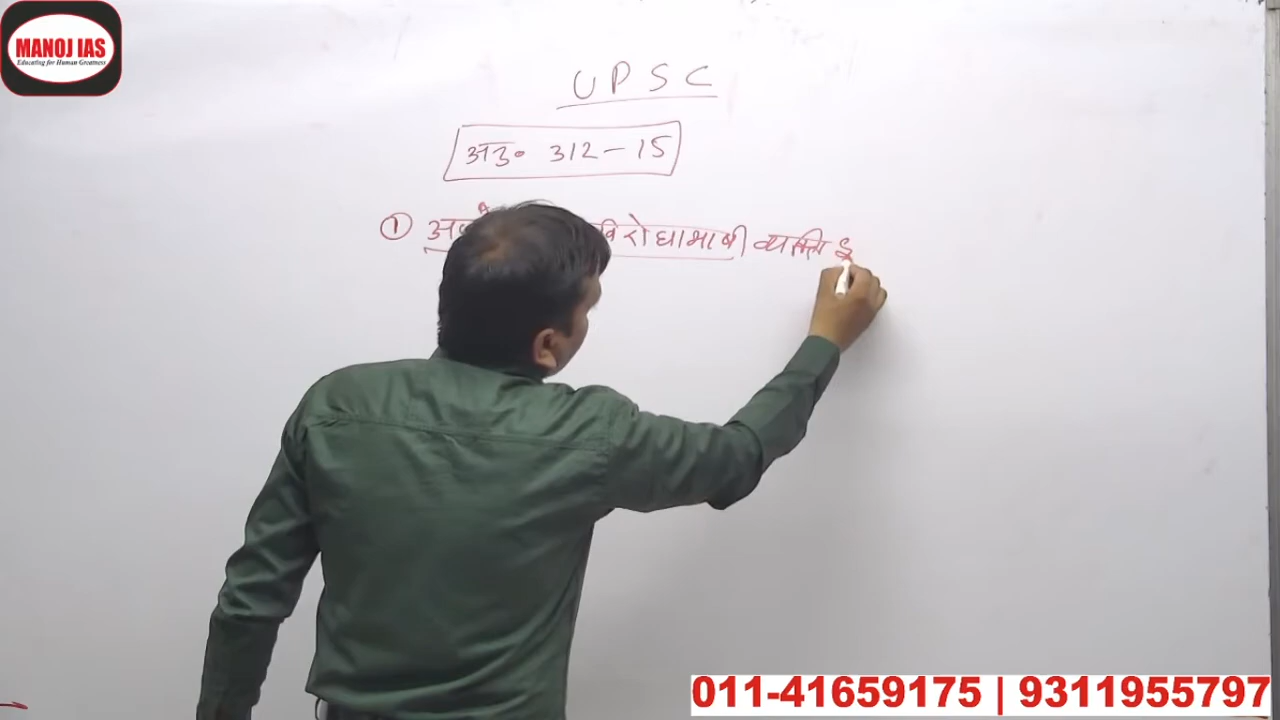 MANOJ IAS
Educating for Human Greatness
UPSC
अनु० 312-15
① विरोधाभाषी व्यक्ति
011-41659175 | 9311955797